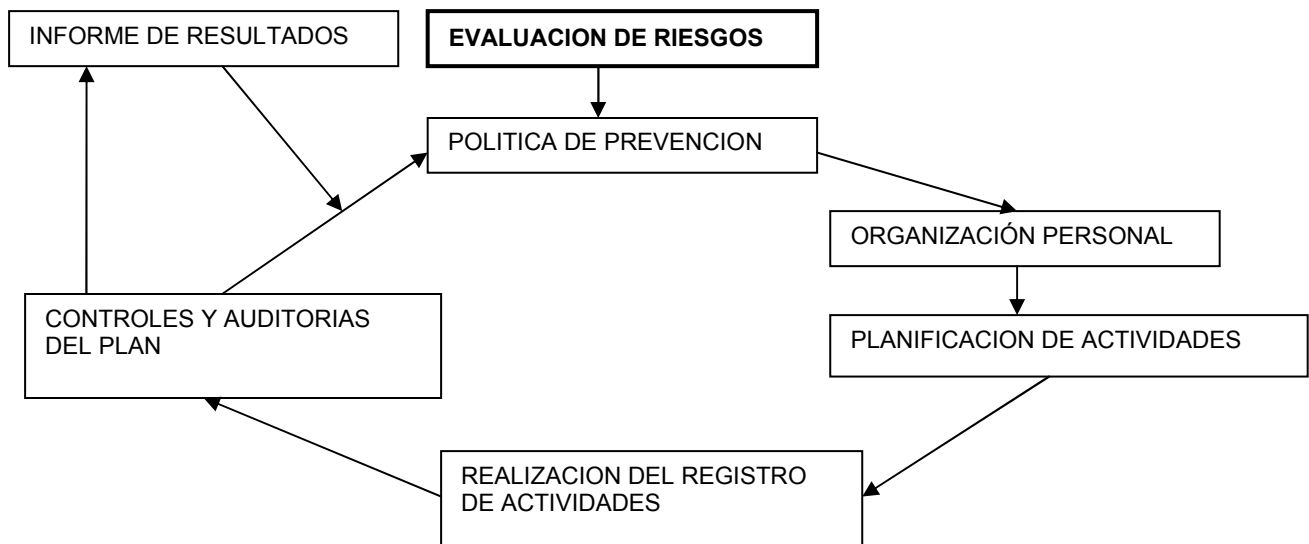 INFORME DE RESULTADOS
EVALUACION DE RIESGOS
POLITICA DE PREVENCION
ORGANIZACIÓN PERSONAL
CONTROLES Y AUDITORIAS
DEL PLAN
PLANIFICACION DE ACTIVIDADES
REALIZACION DEL REGISTRO
DE ACTIVIDADES